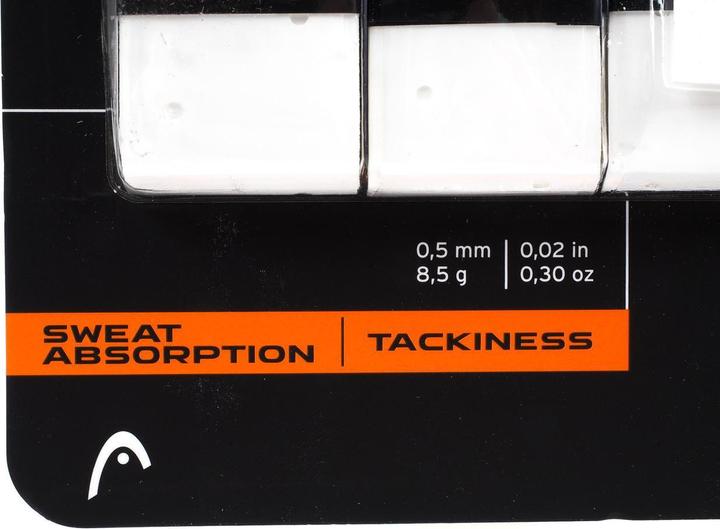 0,5 mm | 0,02 in
8,5 g | 0,30 oz
SWEAT
ABSORPTION | TACKINESS